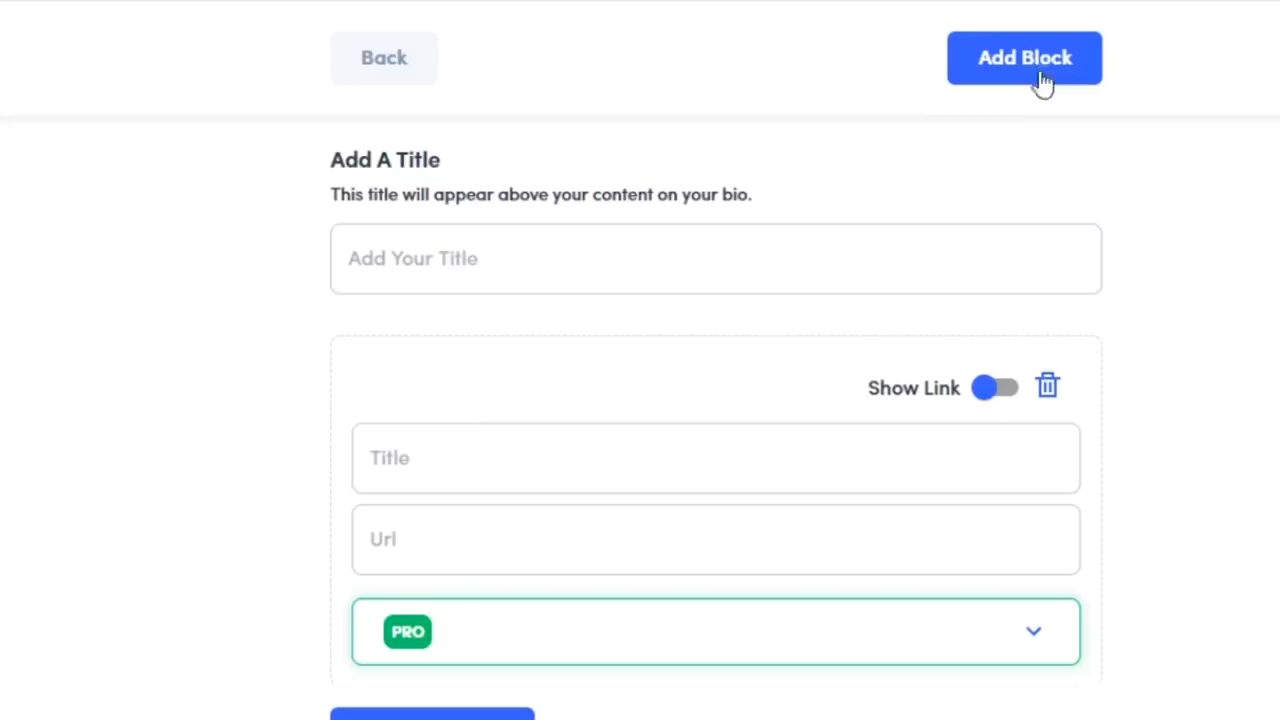 Back
Add Block
Add A Title
This title will appear above your content on your bio.
Add Your Title
Show Link
Title
Url
PRO